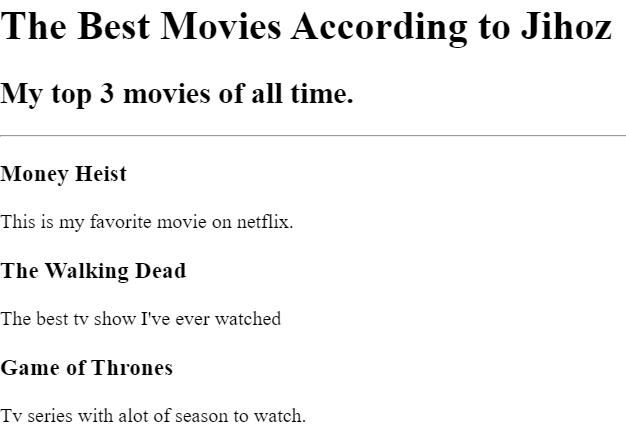 The Best Movies According to Jihoz
My top 3 movies of all time.
Money Heist
This is my favorite movie on netflix.
The Walking Dead
The best tv show I've ever watched
Game of Thrones
Tv series with alot of season to watch.